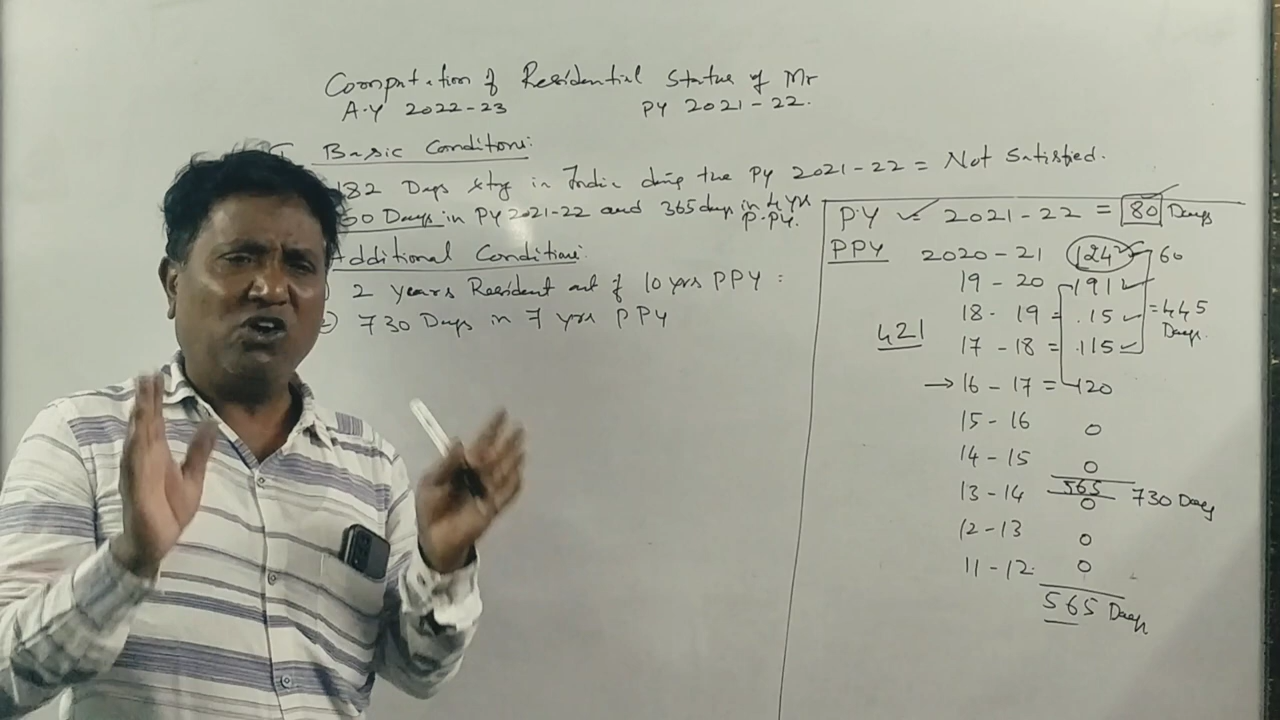 Computation of Residential Status of Mr
A.Y 2022-23 PY 2021-22.
I Basic Conditions:
182 Days stay in India during the PY 2021-22 = Not Satisfied.
60 Days in PY 2021-22 and 365 days in 4 yrs
P.PY.
Additional Conditions:
2 years Resident out of 10 yrs PPY :
2) 730 Days in 7 yrs PPY
P.Y 2021-22 = 80 Days
PPY 2020-21 124 60
19-20 191
18-19 = .15 = 445
Days.
421
17-18 = .115
→ 16-17 = 120
15-16 0
14-15 0
565
13-14 0 730 Days
12-13 0
11-12. 0
565 Days